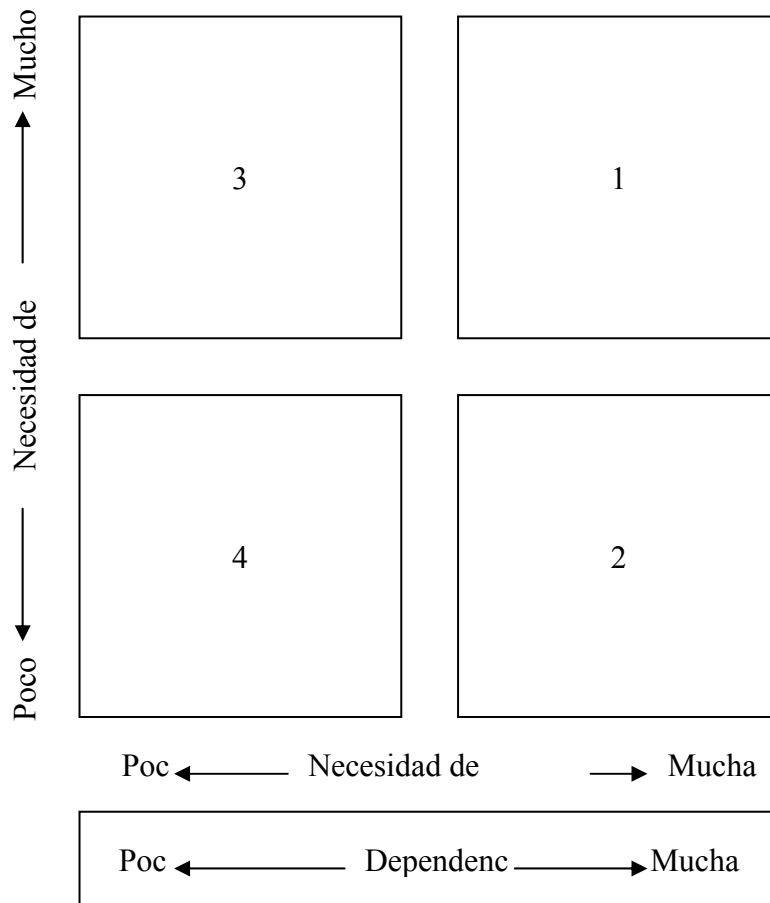 Mucho
3 1
Necesidad de
4 2
Poco
Poc Necesidad de Mucha
Poc Dependenc Mucha